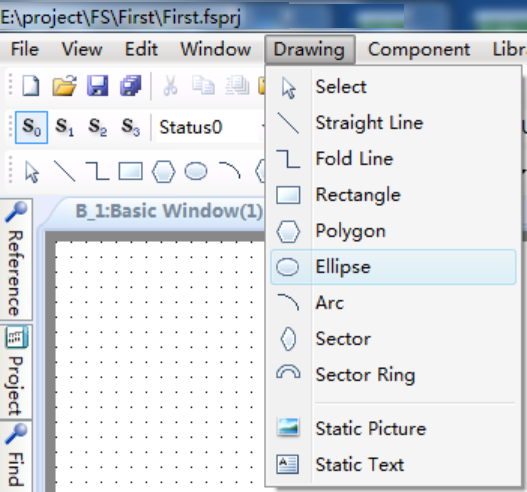 E:\project\FS\First\First.fsprj
File View Edit Window Drawing Component Libr
S0 S1 S2 S3 Status0
B_1:Basic Window(1)
Reference
Project
Find
Select
Straight Line
Fold Line
Rectangle
Polygon
Ellipse
Arc
Sector
Sector Ring
Static Picture
Static Text